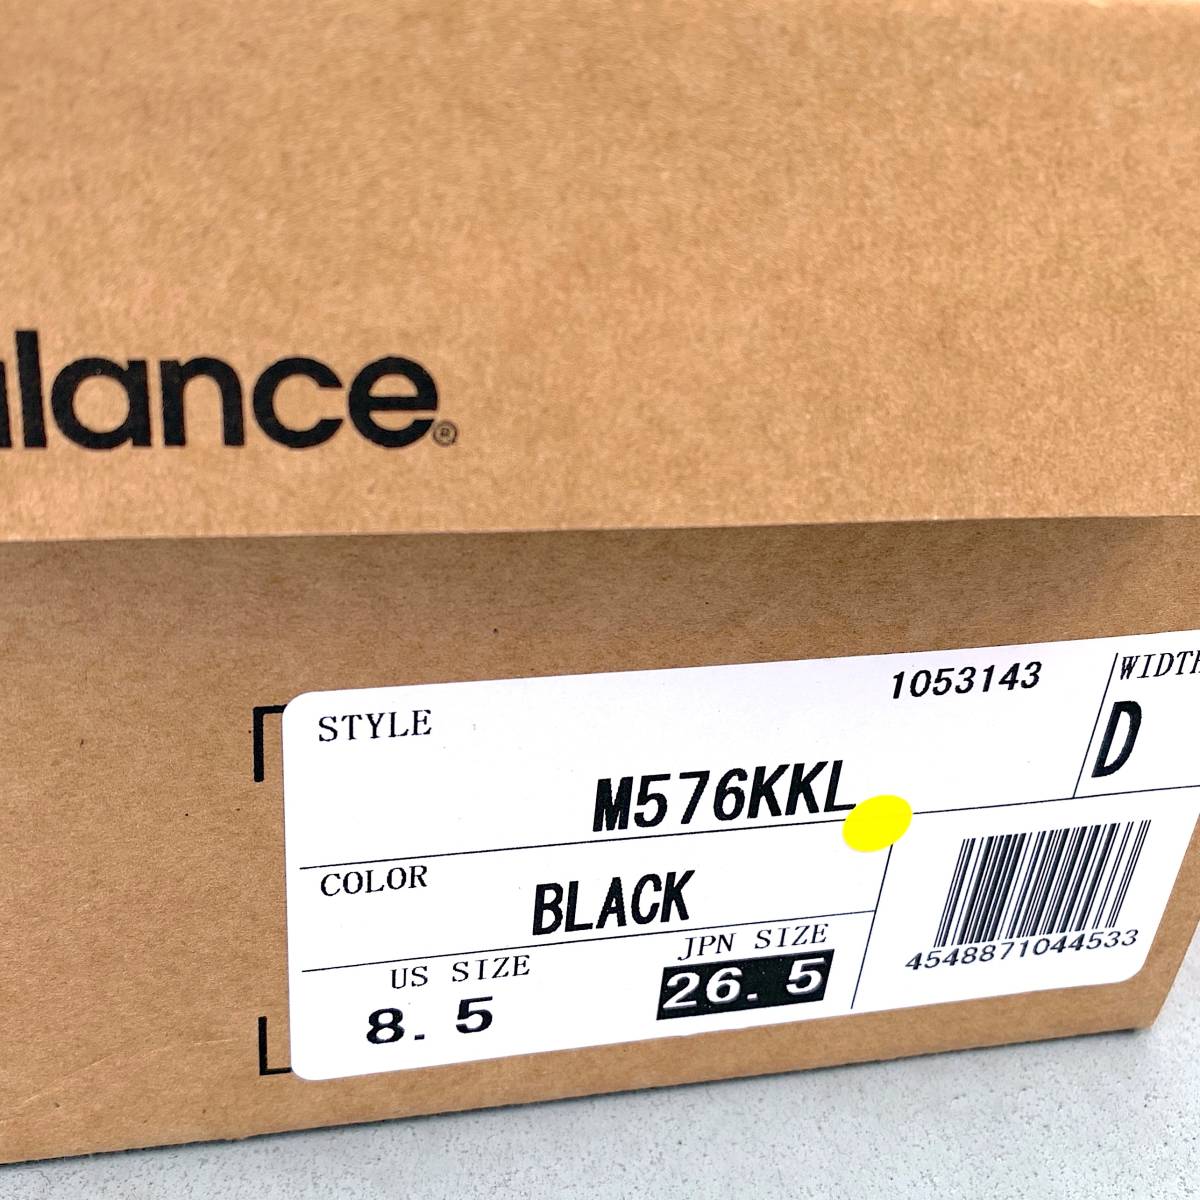 alance®
STYLE
1053143
WIDTH
D
M576KKL
COLOR
BLACK
US SIZE
8.5
JPN SIZE
26.5
4548871044533